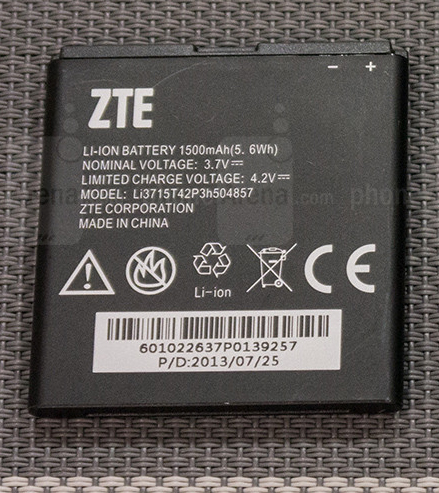 - +
ZTE
LI-ION BATTERY 1500mAh(5. 6Wh)
NOMINAL VOLTAGE: 3.7V⎓
LIMITED CHARGE VOLTAGE: 4.2V⎓
MODEL: Li3715T42P3h504857
ZTE CORPORATION
MADE IN CHINA
Li-ion
CE
601022637P0139257
P/D:2013/07/25